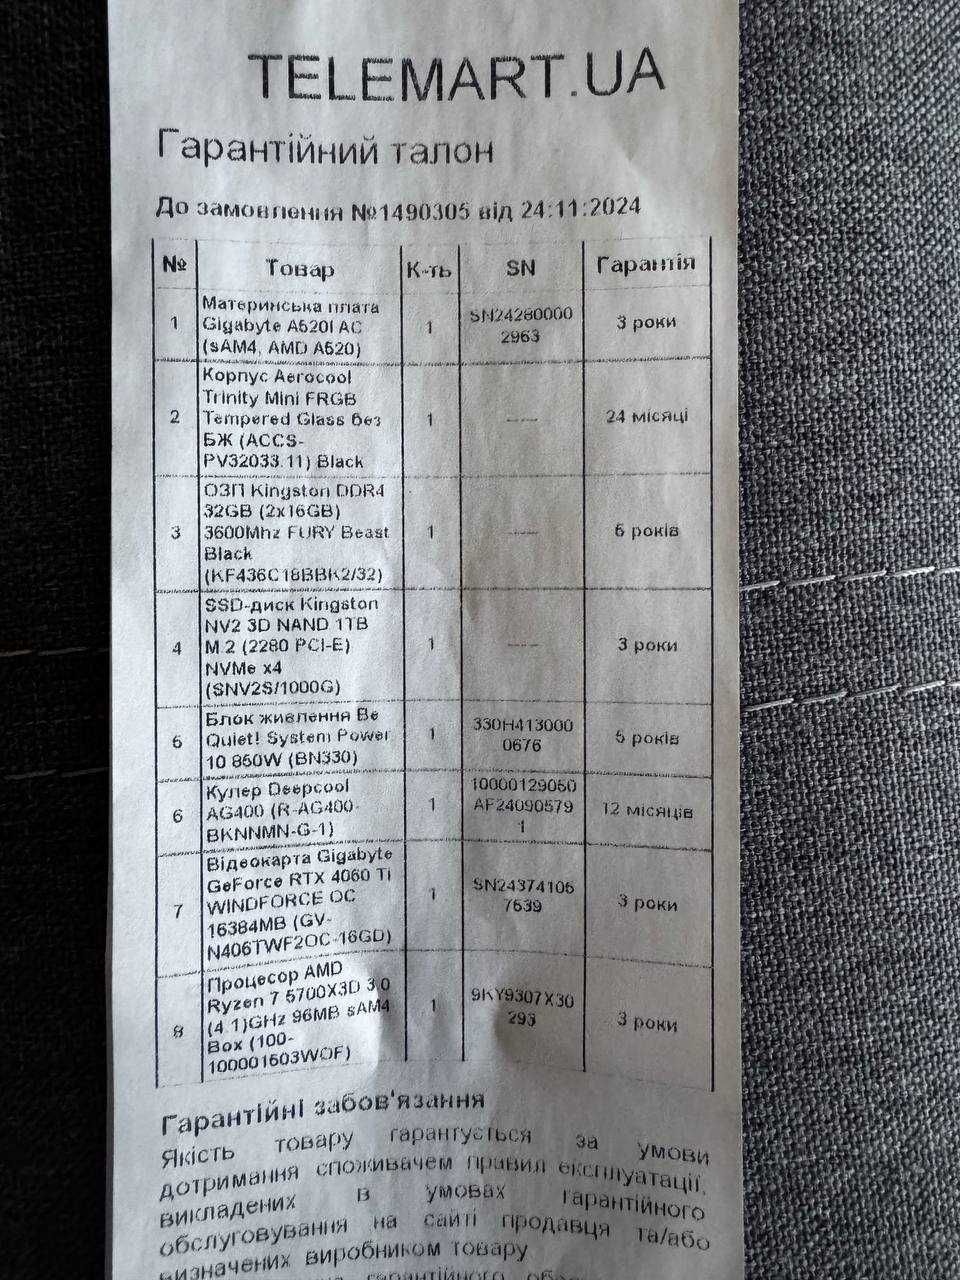 TELEMART.UA
Гарантійний талон
До замовлення №1490305 від 24:11:2024
№ Товар К-ть SN Гарантія
Материнська плата
1 Gigabyte A520I AC 1 SN24280000 3 роки
(sAM4, AMD A520) 2963
Корпус Aerocool
Trinity Mini FRGB
2 Tempered Glass без 1 --- 24 місяці
БЖ (ACCS-
PV32033.11) Black
ОЗП Kingston DDR4
32GB (2x16GB)
3 3600Mhz FURY Beast 1 --- 5 років
Black
(KF436C18BBK2/32)
SSD-диск Kingston
NV2 3D NAND 1TB
4 M.2 (2280 PCI-E) 1 --- 3 роки
NVMe x4
(SNV2S/1000G)
Блок живлення Be
5 Quiet! System Power 1 330H413000 5 років
10 850W (BN330) 0676
Кулер Deepcool 10000129050
6 AG400 (R-AG400- 1 AF24090579 12 місяців
BKNNMN-G-1) 1
Відеокарта Gigabyte
GeForce RTX 4060 Ti
7 WINDFORCE OC 1 SN24374105 3 роки
16384MB (GV- 7639
N406TWF2OC-16GD)
Процесор AMD
Ryzen 7 5700X3D 3.0
8 (4.1)GHz 96MB sAM4 1 9KY9307X30 3 роки
Box (100- 293
100001603WOF)
Гарантійні забов'язання
Якість товару гарантується за умови
дотримання споживачем правил експлуатації,
викладених в умовах гарантійного
обслуговування на сайті продавця та/або
визначених виробником товару
гарантійного